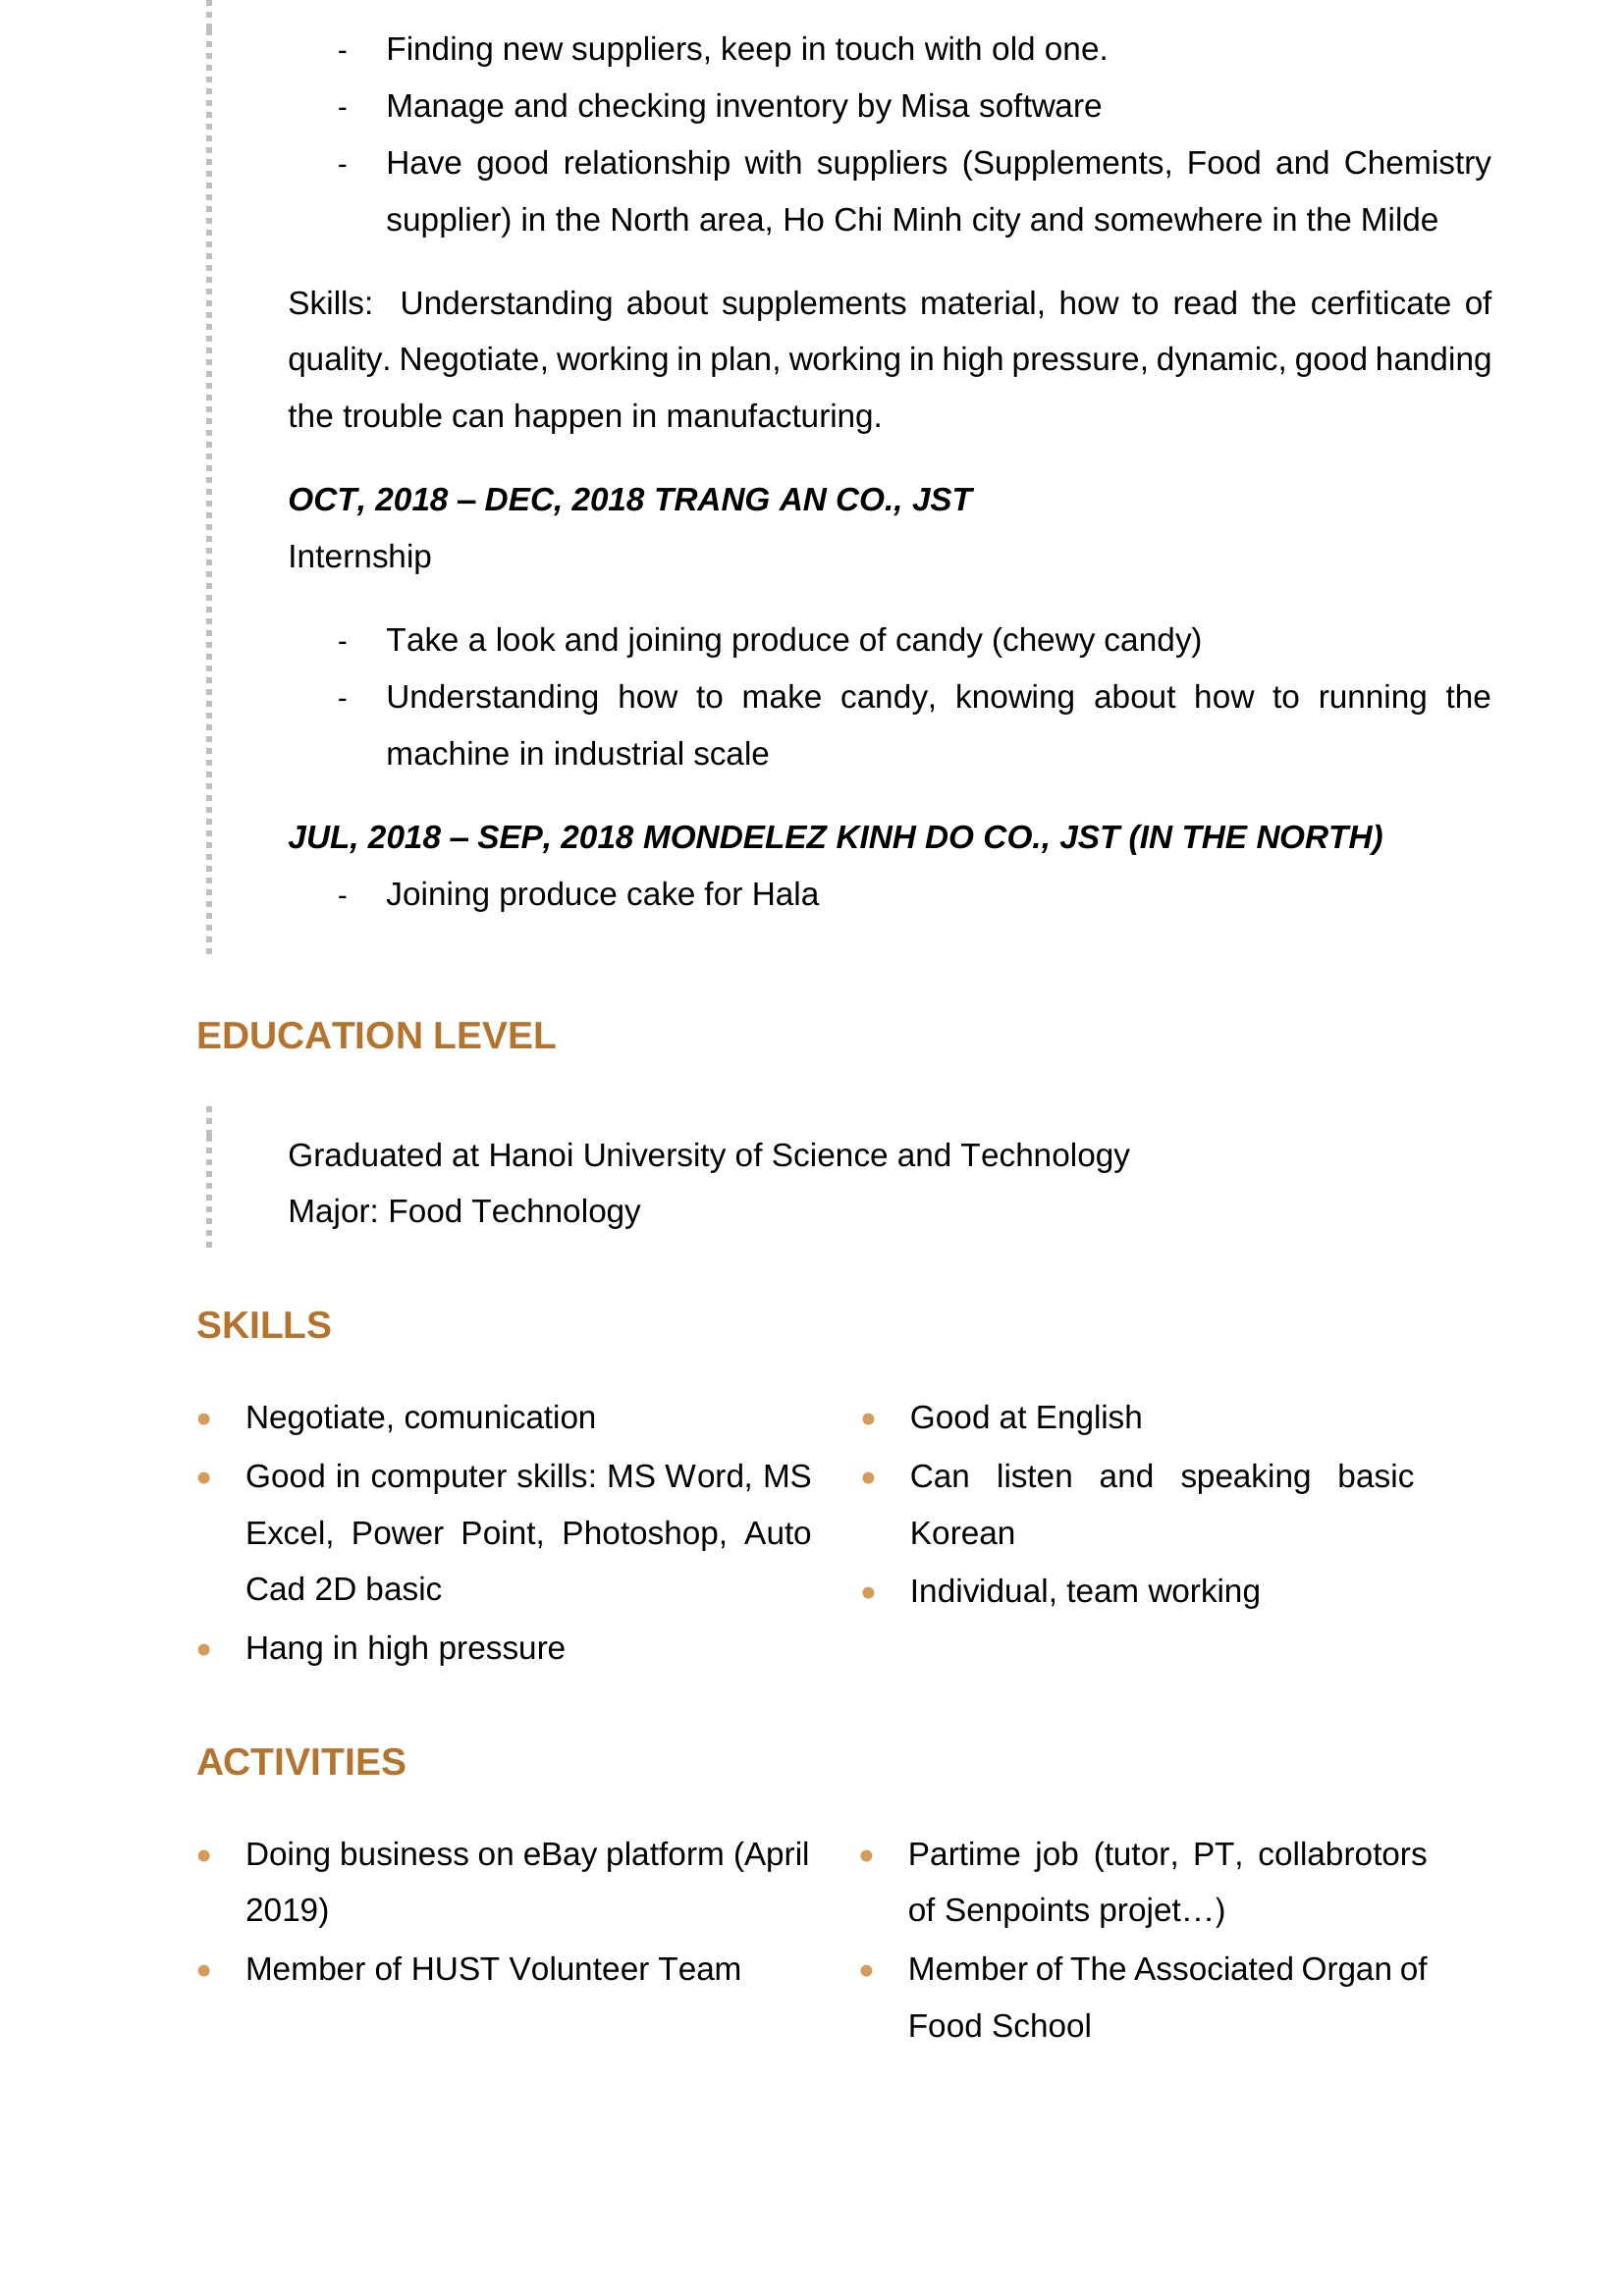 - Finding new suppliers, keep in touch with old one.
- Manage and checking inventory by Misa software
- Have good relationship with suppliers (Supplements, Food and Chemistry
supplier) in the North area, Ho Chi Minh city and somewhere in the Milde
Skills: Understanding about supplements material, how to read the cerfiticate of
quality. Negotiate, working in plan, working in high pressure, dynamic, good handing
the trouble can happen in manufacturing.
OCT, 2018 – DEC, 2018 TRANG AN CO., JST
Internship
- Take a look and joining produce of candy (chewy candy)
- Understanding how to make candy, knowing about how to running the
machine in industrial scale
JUL, 2018 – SEP, 2018 MONDELEZ KINH DO CO., JST (IN THE NORTH)
- Joining produce cake for Hala
EDUCATION LEVEL
Graduated at Hanoi University of Science and Technology
Major: Food Technology
SKILLS
• Negotiate, comunication
• Good in computer skills: MS Word, MS
Excel, Power Point, Photoshop, Auto
Cad 2D basic
• Hang in high pressure
• Good at English
• Can listen and speaking basic
Korean
• Individual, team working
ACTIVITIES
• Doing business on eBay platform (April
2019)
• Member of HUST Volunteer Team
• Partime job (tutor, PT, collabrotors
of Senpoints projet…)
• Member of The Associated Organ of
Food School